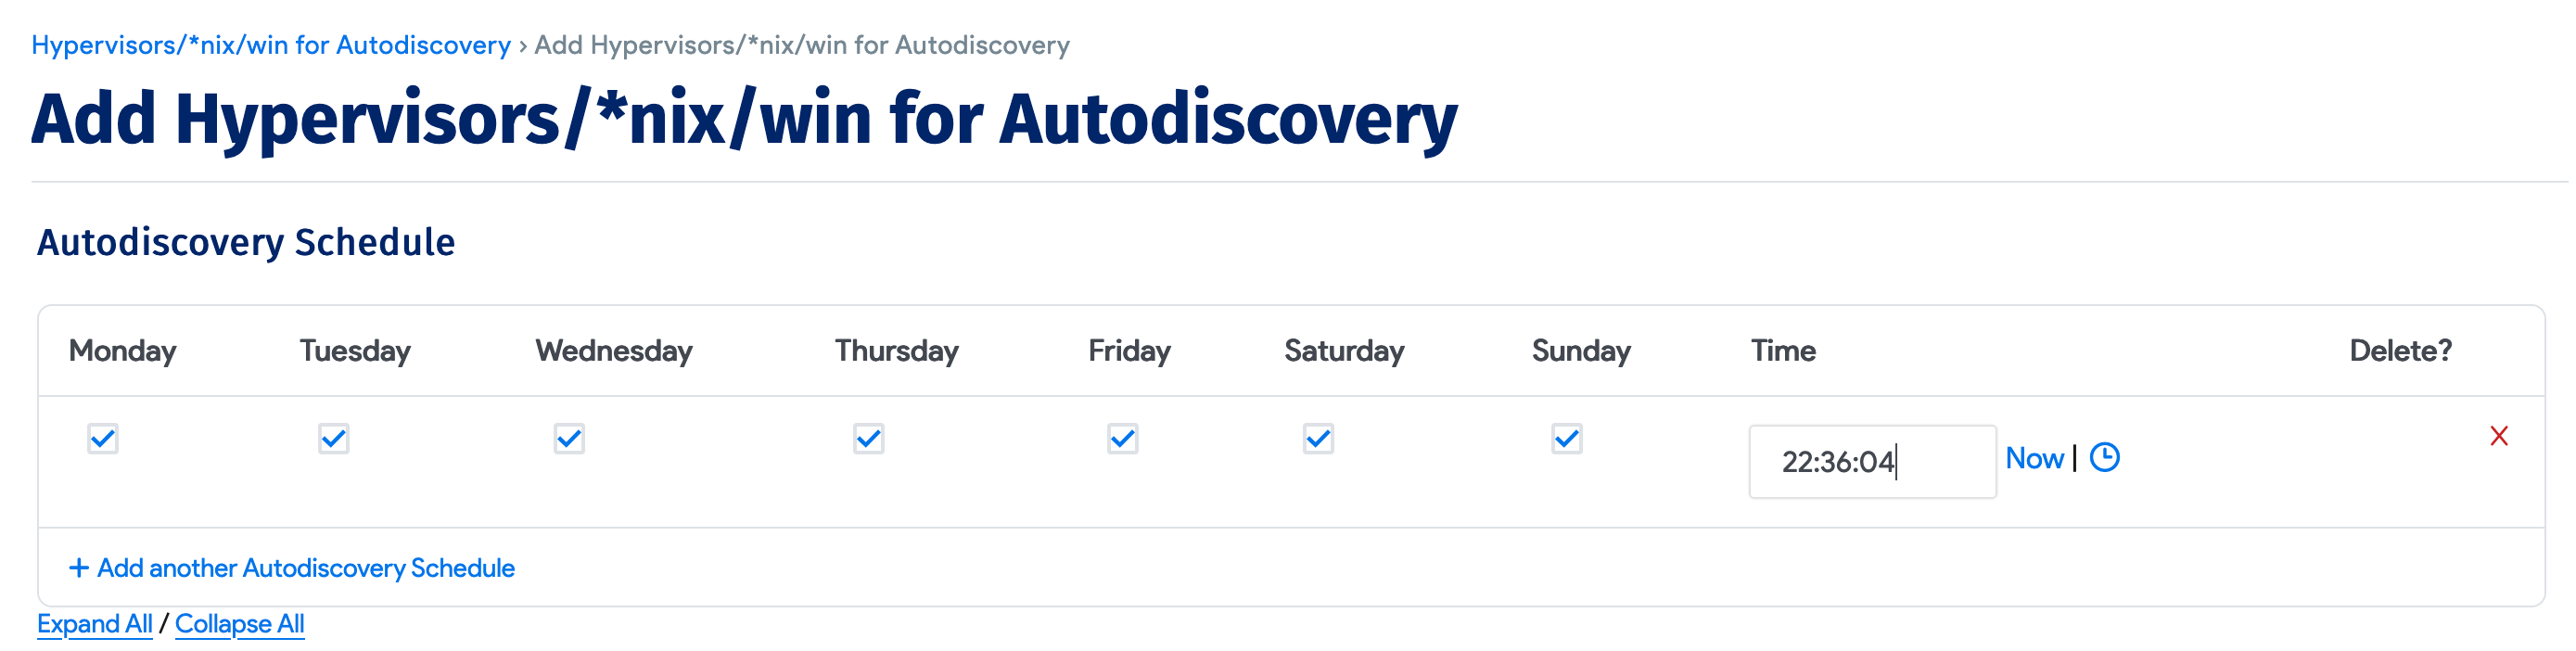 Hypervisors/*nix/win for Autodiscovery › Add Hypervisors/*nix/win for Autodiscovery
Add Hypervisors/*nix/win for Autodiscovery
Autodiscovery Schedule
Monday Tuesday Wednesday Thursday Friday Saturday Sunday Time Delete?
22:36:04 Now |
+ Add another Autodiscovery Schedule
Expand All / Collapse All